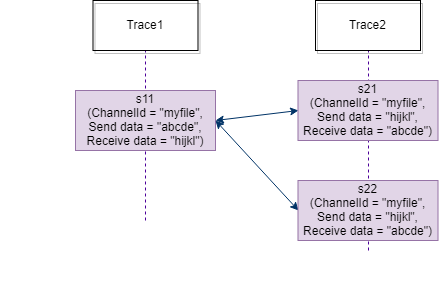 Trace1
Trace2
s11
(ChannelId = "myfile",
Send data = "abcde",
Receive data = "hijkl")
s21
(ChannelId = "myfile",
Send data = "hijkl",
Receive data = "abcde")
s22
(ChannelId = "myfile",
Send data = "hijkl",
Receive data = "abcde")